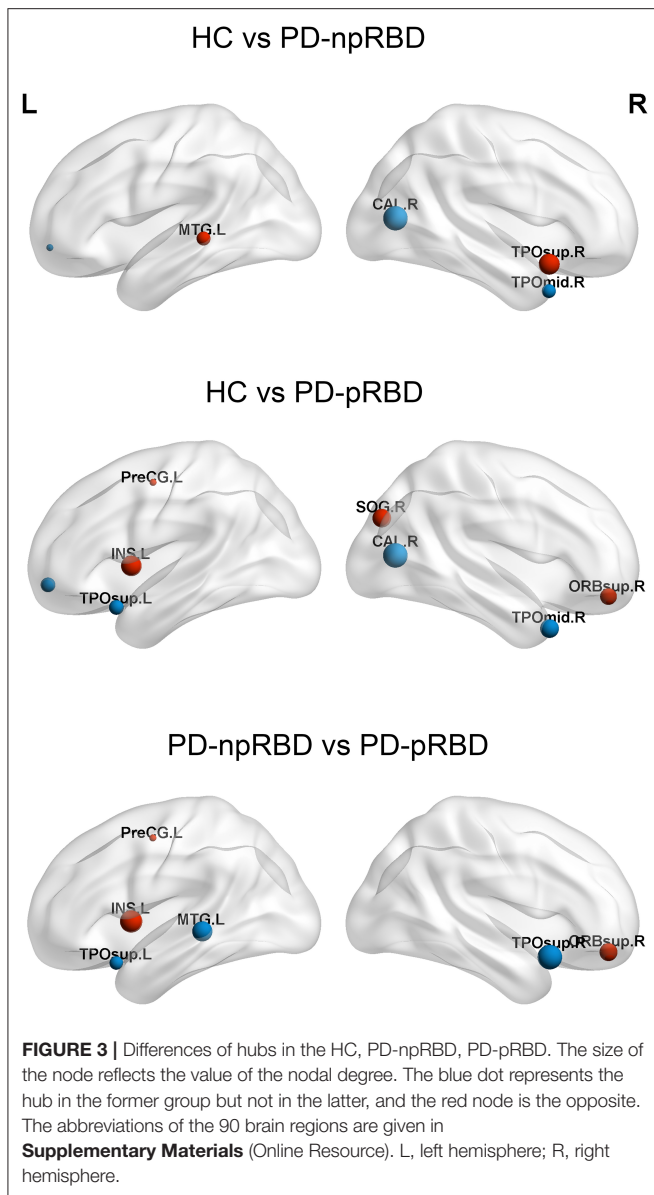 HC vs PD-npRBD
L
R
CAL.R
MTG.L
TPOsup.R
TPOmid.R
HC vs PD-pRBD
PreCG.L
SOG.R
INS.L
CAL.R
TPOsup.L
ORBsup.R
TPOmid.R
PD-npRBD vs PD-pRBD
PreCG.L
INS.L
MTG.L
TPOsup.L
TPOsup.R
ORBsup.R
FIGURE 3 | Differences of hubs in the HC, PD-npRBD, PD-pRBD. The size of
the node reflects the value of the nodal degree. The blue dot represents the
hub in the former group but not in the latter, and the red node is the opposite.
The abbreviations of the 90 brain regions are given in
Supplementary Materials (Online Resource). L, left hemisphere; R, right
hemisphere.